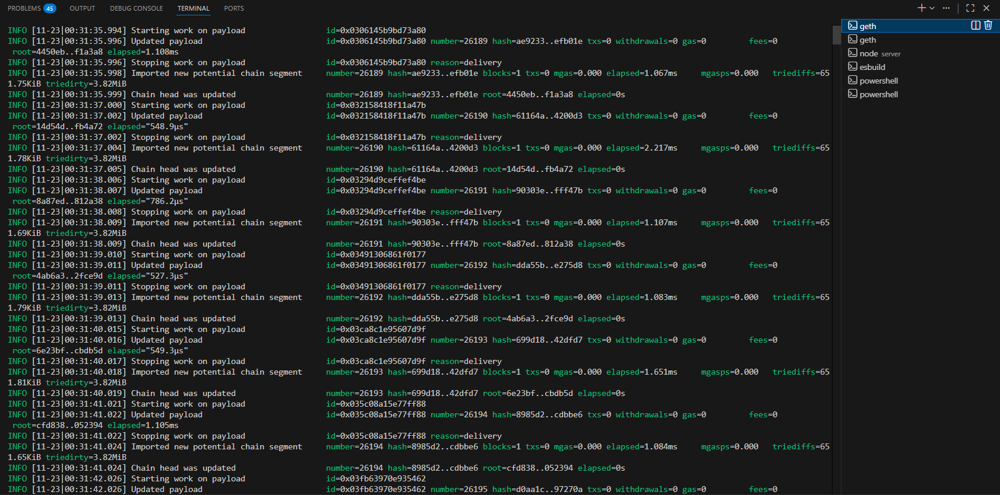 PROBLEMS 45 OUTPUT DEBUG CONSOLE TERMINAL PORTS
INFO [11-23|00:31:35.994] Starting work on payload id=0x0306145b9bd73a80
INFO [11-23|00:31:35.996] Updated payload id=0x0306145b9bd73a80 number=26189 hash=ae9233..efb01e txs=0 withdrawals=0 gas=0 fees=0
root=4450eb..f1a3a8 elapsed=1.108ms
INFO [11-23|00:31:35.996] Stopping work on payload id=0x0306145b9bd73a80 reason=delivery
INFO [11-23|00:31:35.998] Imported new potential chain segment number=26189 hash=ae9233..efb01e blocks=1 txs=0 mgas=0.000 elapsed=1.067ms mgasps=0.000 triediffs=65
1.75KiB triedirty=3.82MiB
INFO [11-23|00:31:35.999] Chain head was updated number=26189 hash=ae9233..efb01e root=4450eb..f1a3a8 elapsed=0s
INFO [11-23|00:31:37.000] Starting work on payload id=0x032158418f11a47b
INFO [11-23|00:31:37.002] Updated payload id=0x032158418f11a47b number=26190 hash=61164a..4200d3 txs=0 withdrawals=0 gas=0 fees=0
root=14d54d..fb4a72 elapsed="548.9µs"
INFO [11-23|00:31:37.002] Stopping work on payload id=0x032158418f11a47b reason=delivery
INFO [11-23|00:31:37.004] Imported new potential chain segment number=26190 hash=61164a..4200d3 blocks=1 txs=0 mgas=0.000 elapsed=2.217ms mgasps=0.000 triediffs=65
1.78KiB triedirty=3.82MiB
INFO [11-23|00:31:37.005] Chain head was updated number=26190 hash=61164a..4200d3 root=14d54d..fb4a72 elapsed=0s
INFO [11-23|00:31:38.006] Starting work on payload id=0x03294d9ceffef4be
INFO [11-23|00:31:38.007] Updated payload id=0x03294d9ceffef4be number=26191 hash=90303e..fff47b txs=0 withdrawals=0 gas=0 fees=0
root=8a87ed..812a38 elapsed="786.2µs"
INFO [11-23|00:31:38.008] Stopping work on payload id=0x03294d9ceffef4be reason=delivery
INFO [11-23|00:31:38.009] Imported new potential chain segment number=26191 hash=90303e..fff47b blocks=1 txs=0 mgas=0.000 elapsed=1.107ms mgasps=0.000 triediffs=65
1.69KiB triedirty=3.82MiB
INFO [11-23|00:31:38.009] Chain head was updated number=26191 hash=90303e..fff47b root=8a87ed..812a38 elapsed=0s
INFO [11-23|00:31:39.010] Starting work on payload id=0x03491306861f0177
INFO [11-23|00:31:39.011] Updated payload id=0x03491306861f0177 number=26192 hash=dda55b..e275d8 txs=0 withdrawals=0 gas=0 fees=0
root=4ab6a3..2fce9d elapsed="527.3µs"
INFO [11-23|00:31:39.011] Stopping work on payload id=0x03491306861f0177 reason=delivery
INFO [11-23|00:31:39.013] Imported new potential chain segment number=26192 hash=dda55b..e275d8 blocks=1 txs=0 mgas=0.000 elapsed=1.083ms mgasps=0.000 triediffs=65
1.79KiB triedirty=3.82MiB
INFO [11-23|00:31:39.013] Chain head was updated number=26192 hash=dda55b..e275d8 root=4ab6a3..2fce9d elapsed=0s
INFO [11-23|00:31:40.015] Starting work on payload id=0x03ca8c1e95607d9f
INFO [11-23|00:31:40.016] Updated payload id=0x03ca8c1e95607d9f number=26193 hash=699d18..42dfd7 txs=0 withdrawals=0 gas=0 fees=0
root=6e23bf..cbdb5d elapsed="549.3µs"
INFO [11-23|00:31:40.017] Stopping work on payload id=0x03ca8c1e95607d9f reason=delivery
INFO [11-23|00:31:40.018] Imported new potential chain segment number=26193 hash=699d18..42dfd7 blocks=1 txs=0 mgas=0.000 elapsed=1.651ms mgasps=0.000 triediffs=65
1.81KiB triedirty=3.82MiB
INFO [11-23|00:31:40.019] Chain head was updated number=26193 hash=699d18..42dfd7 root=6e23bf..cbdb5d elapsed=0s
INFO [11-23|00:31:41.021] Starting work on payload id=0x035c08a15e77ff88
INFO [11-23|00:31:41.022] Updated payload id=0x035c08a15e77ff88 number=26194 hash=8985d2..cdbbe6 txs=0 withdrawals=0 gas=0 fees=0
root=cfd838..052394 elapsed=1.105ms
INFO [11-23|00:31:41.022] Stopping work on payload id=0x035c08a15e77ff88 reason=delivery
INFO [11-23|00:31:41.024] Imported new potential chain segment number=26194 hash=8985d2..cdbbe6 blocks=1 txs=0 mgas=0.000 elapsed=1.084ms mgasps=0.000 triediffs=65
1.65KiB triedirty=3.82MiB
INFO [11-23|00:31:41.024] Chain head was updated number=26194 hash=8985d2..cdbbe6 root=cfd838..052394 elapsed=0s
INFO [11-23|00:31:42.026] Starting work on payload id=0x03fb63970e935462
INFO [11-23|00:31:42.026] Updated payload id=0x03fb63970e935462 number=26195 hash=d0aa1c..97270a txs=0 withdrawals=0 gas=0 fees=0
geth
geth
node server
esbuild
powershell
powershell